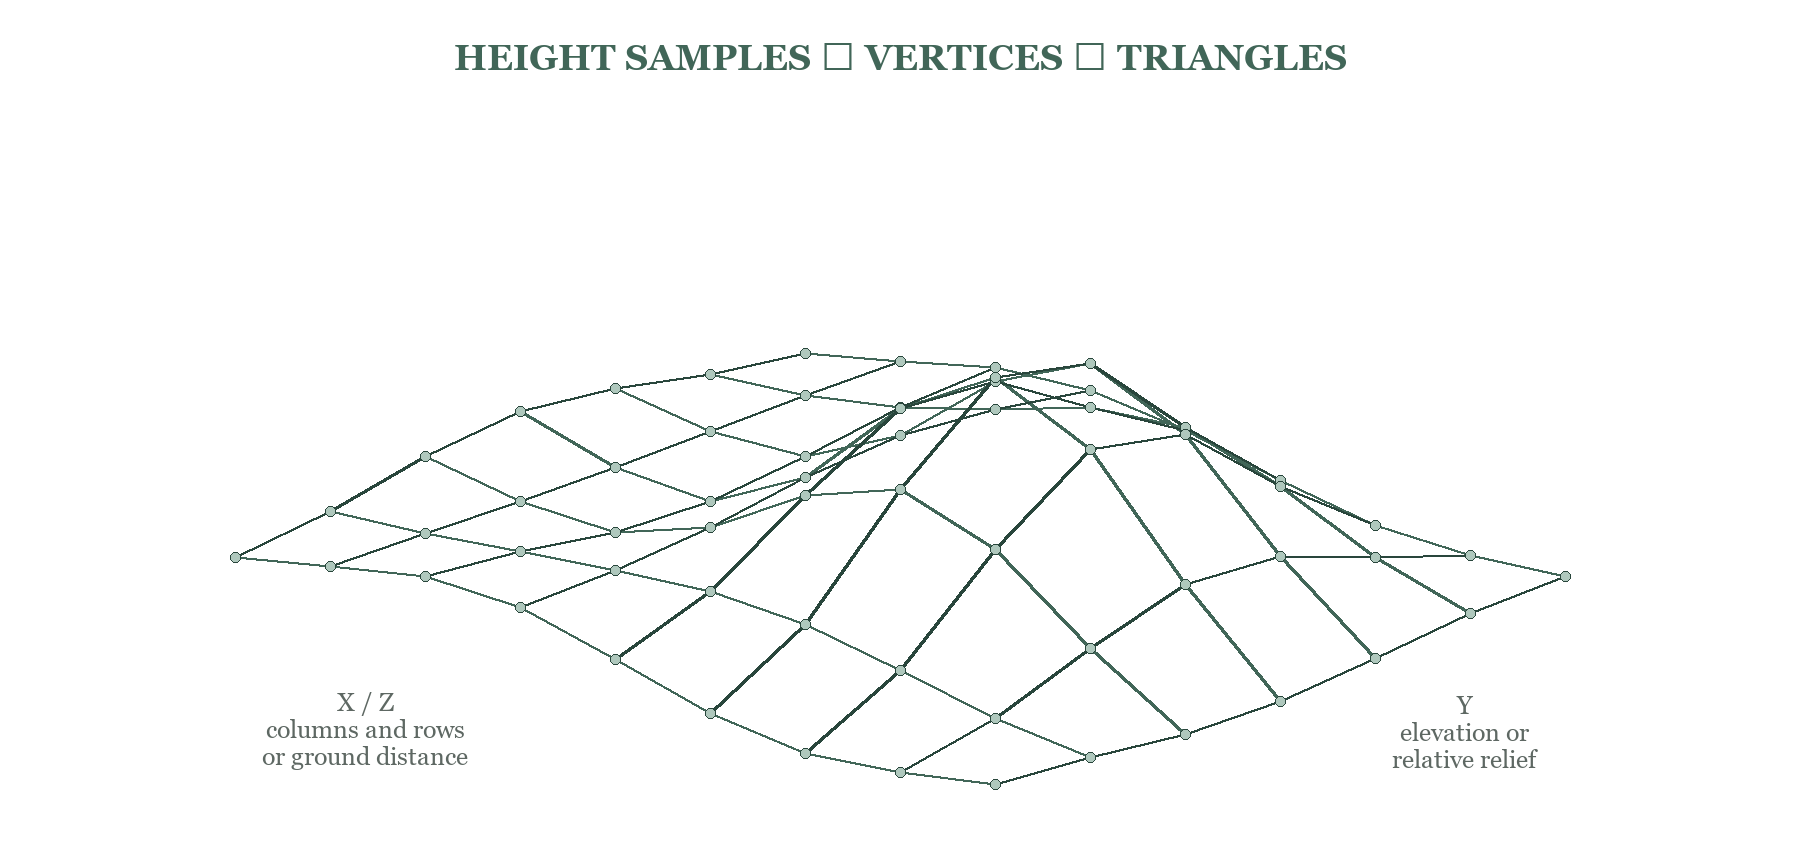 HEIGHT SAMPLES □ VERTICES □ TRIANGLES
X / Z
columns and rows
or ground distance
Y
elevation or
relative relief